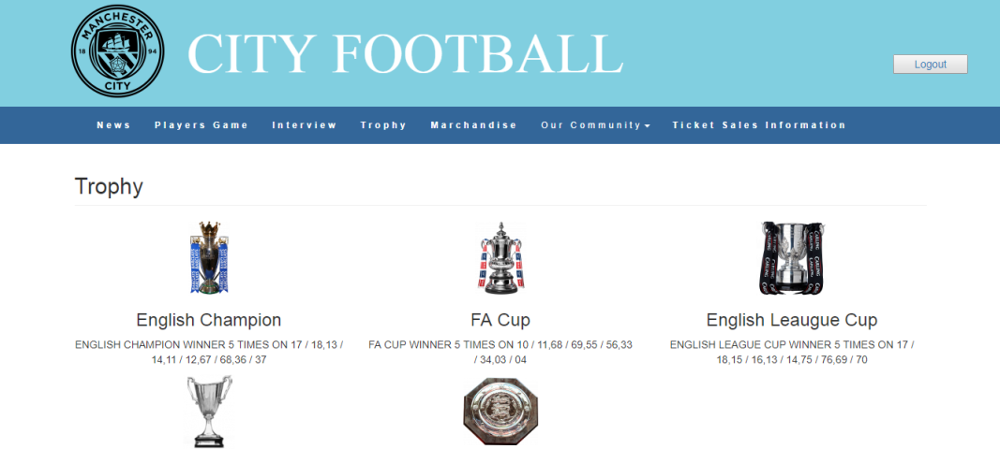 MANCHESTER
18 94
CITY
CITY FOOTBALL
Logout
News Players Game Interview Trophy Marchandise Our Community Ticket Sales Information
Trophy
CARLING CARLING
English Champion
ENGLISH CHAMPION WINNER 5 TIMES ON 17 / 18,13 /
14,11 / 12,67 / 68,36 / 37
FA Cup
FA CUP WINNER 5 TIMES ON 10 / 11,68 / 69,55 / 56,33
/ 34,03 / 04
English Leaugue Cup
ENGLISH LEAGUE CUP WINNER 5 TIMES ON 17 /
18,15 / 16,13 / 14,75 / 76,69 / 70